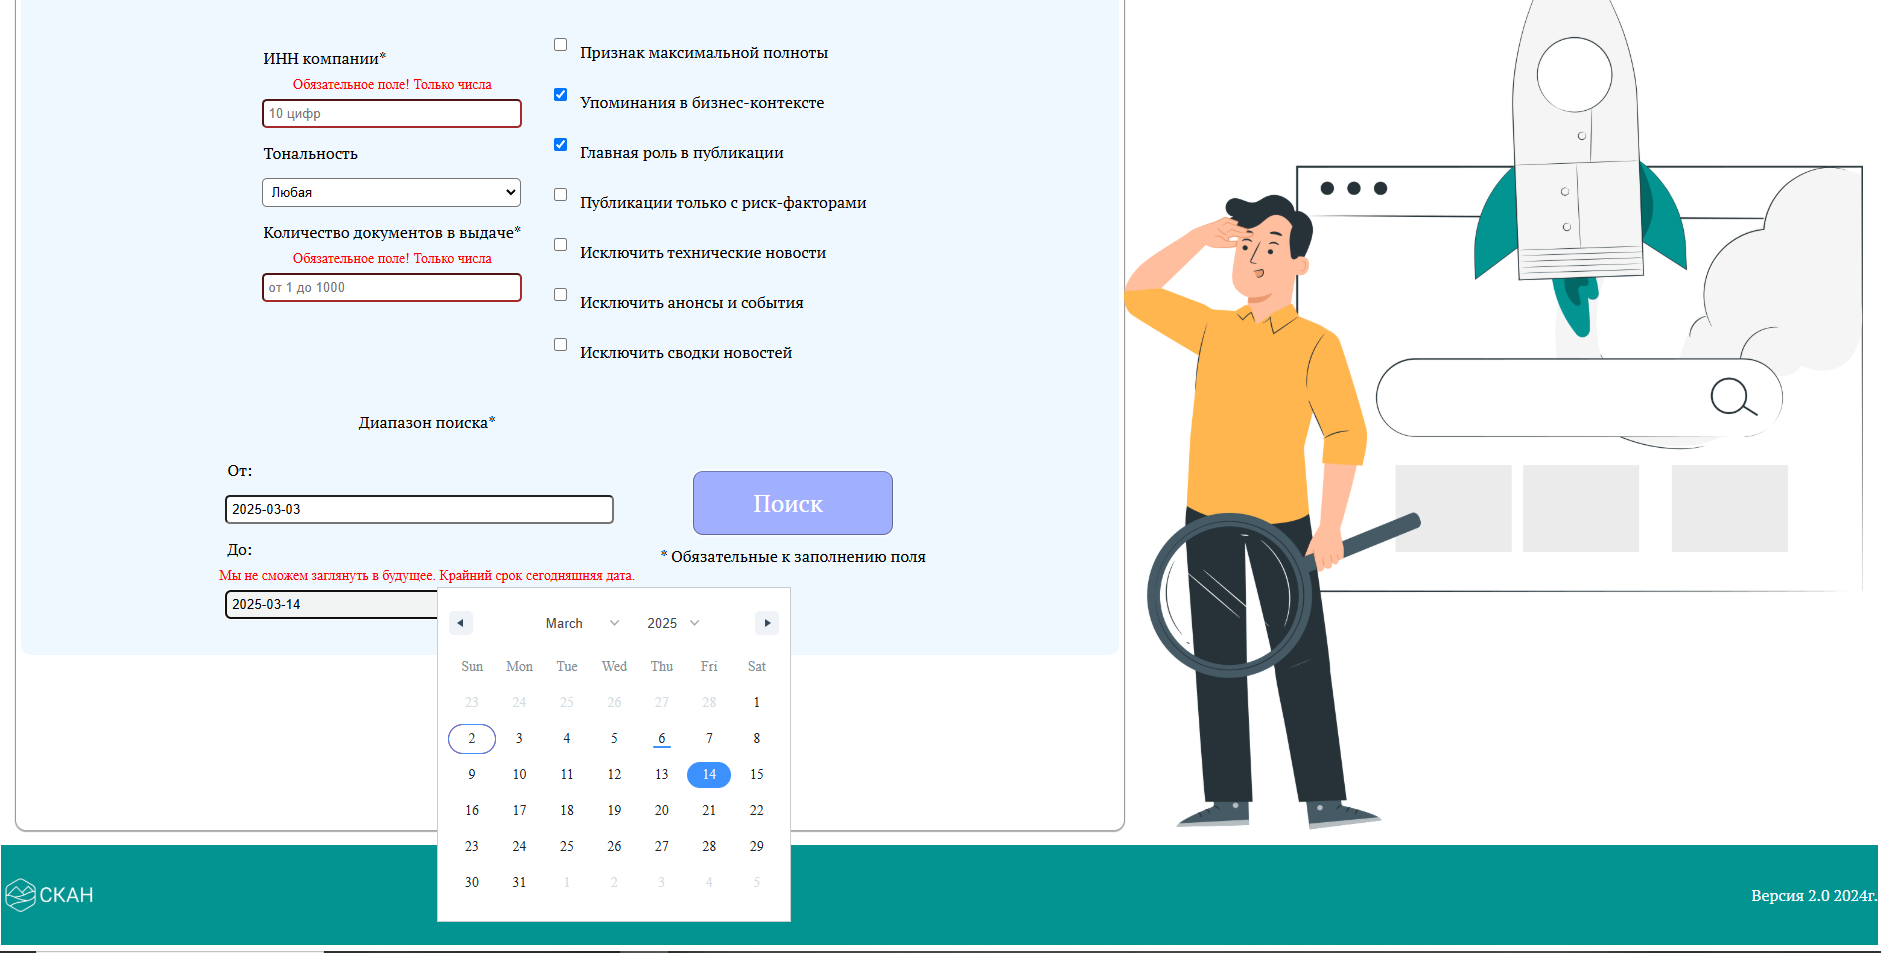 ИНН компании*
Обязательное поле! Только числа
10 цифр
Тональность
Любая
Количество документов в выдаче*
Обязательное поле! Только числа
от 1 до 1000
Признак максимальной полноты
Упоминания в бизнес-контексте
Главная роль в публикации
Публикации только с риск-факторами
Исключить технические новости
Исключить анонсы и события
Исключить сводки новостей
Диапазон поиска*
От:
2025-03-03
До:
Мы не сможем заглянуть в будущее. Крайний срок сегодняшняя дата.
2025-03-14
Поиск
* Обязательные к заполнению поля
March 2025
Sun Mon Tue Wed Thu Fri Sat
23 24 25 26 27 28 1
2 3 4 5 6 7 8
9 10 11 12 13 14 15
16 17 18 19 20 21 22
23 24 25 26 27 28 29
30 31 1 2 3 4 5
СКАН
Версия 2.0 2024г.